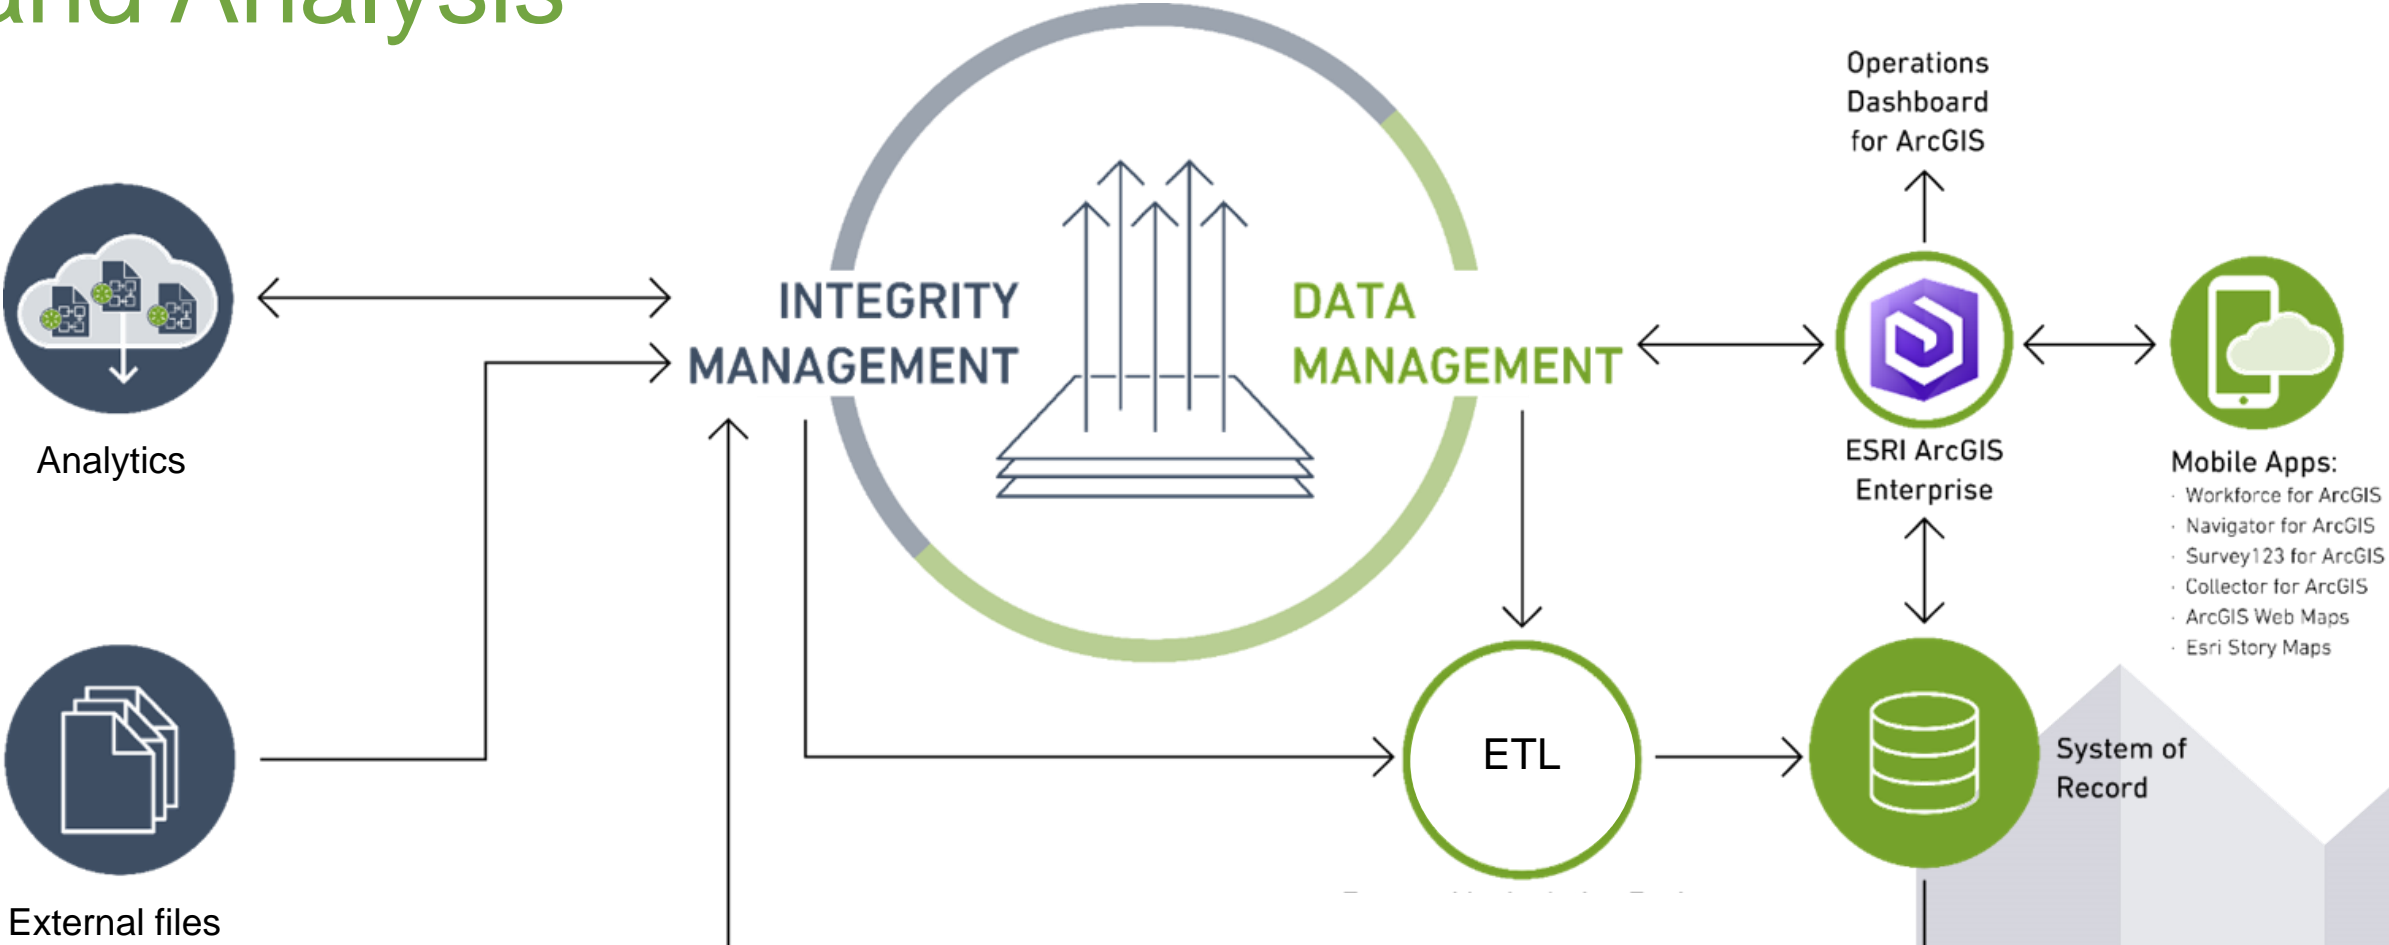 and Analysis
Operations
Dashboard
for ArcGIS
INTEGRITY
MANAGEMENT
DATA
MANAGEMENT
Analytics
ESRI ArcGIS
Enterprise
Mobile Apps:
· Workforce for ArcGIS
· Navigator for ArcGIS
· Survey123 for ArcGIS
· Collector for ArcGIS
· ArcGIS Web Maps
· Esri Story Maps
ETL
System of
Record
External files